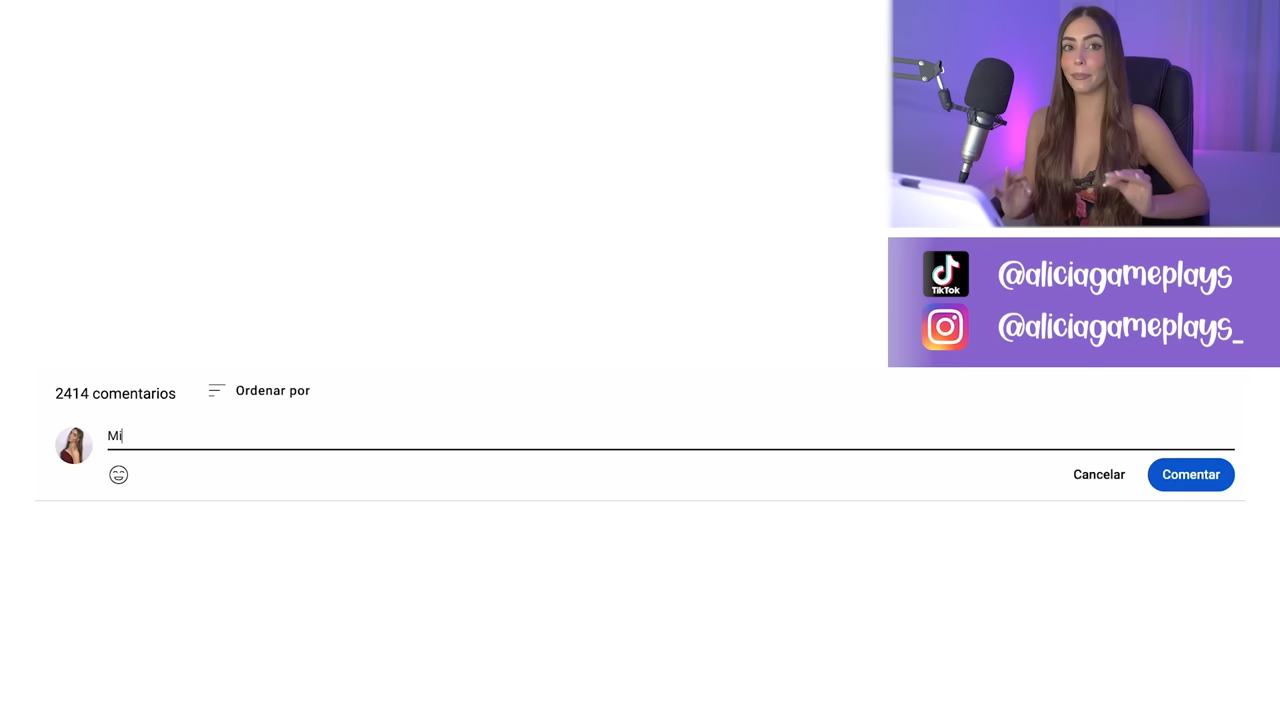 TikTok
@aliciagameplays
@aliciagameplays_
2414 comentarios
Ordenar por
Mi
Cancelar
Comentar